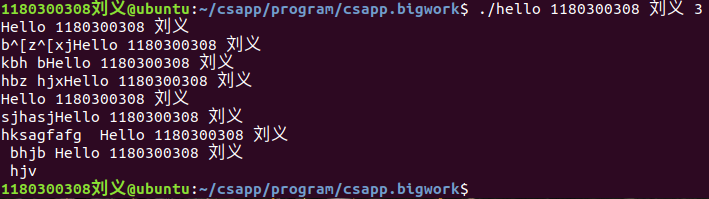 1180300308刘义@ubuntu:~/csapp/program/csapp.bigwork$ ./hello 1180300308 刘义 3
Hello 1180300308 刘义
b^[z^[xjHello 1180300308 刘义
kbh bHello 1180300308 刘义
hbz hjxHello 1180300308 刘义
Hello 1180300308 刘义
sjhasjHello 1180300308 刘义
hksagfafg  Hello 1180300308 刘义
 bhjb Hello 1180300308 刘义
 hjv
1180300308刘义@ubuntu:~/csapp/program/csapp.bigwork$